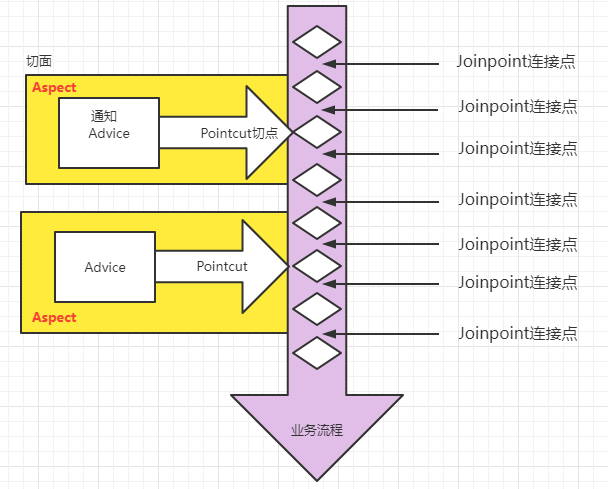 切面
Aspect
通知
Advice
Pointcut切点
Advice
Pointcut
Aspect
Joinpoint连接点
Joinpoint连接点
Joinpoint连接点
Joinpoint连接点
Joinpoint连接点
Joinpoint连接点
Joinpoint连接点
业务流程